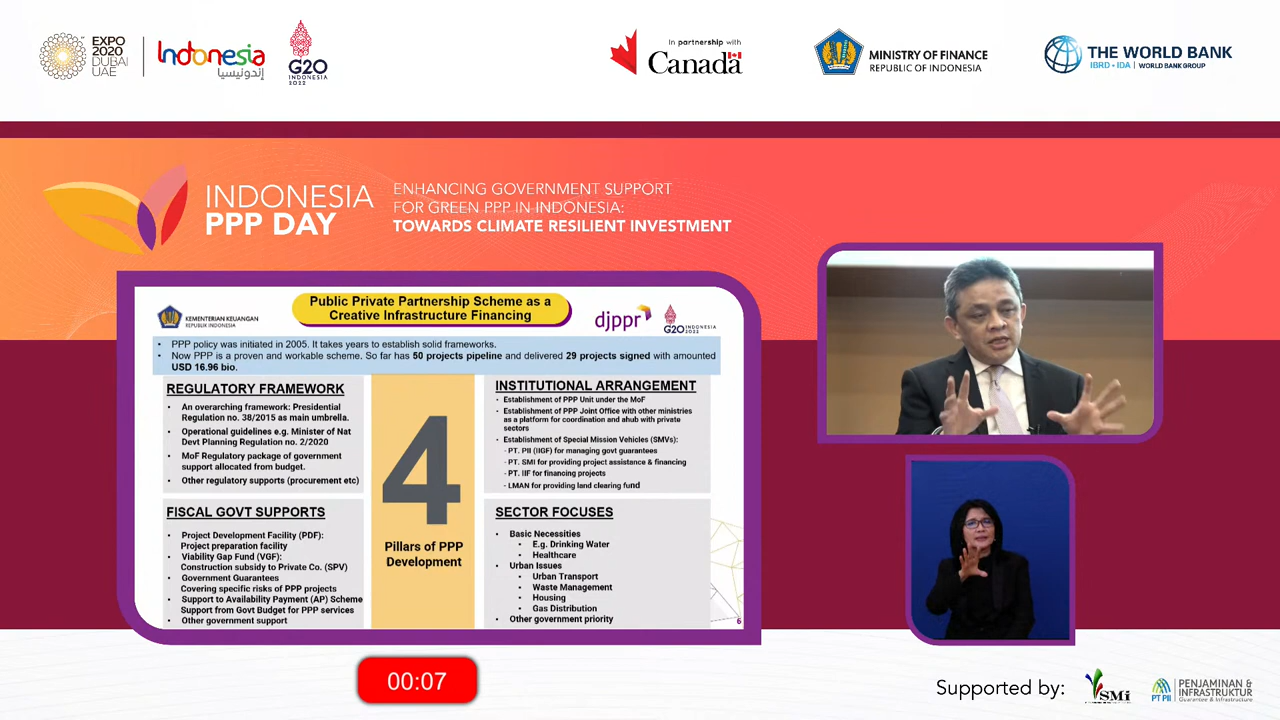 EXPO
2020
DUBAI
UAE
Indonesia
إندونيسيا
G20
INDONESIA
2022
In partnership with
Canada
MINISTRY OF FINANCE
REPUBLIC OF INDONESIA
THE WORLD BANK
IBRD • IDA | WORLD BANK GROUP
INDONESIA
PPP DAY
ENHANCING GOVERNMENT SUPPORT
FOR GREEN PPP IN INDONESIA:
TOWARDS CLIMATE RESILIENT INVESTMENT
KEMENTERIAN KEUANGAN
REPUBLIK INDONESIA
Public Private Partnership Scheme as a
Creative Infrastructure Financing
djppr
G20 INDONESIA
2022
• PPP policy was initiated in 2005. It takes years to establish solid frameworks.
• Now PPP is a proven and workable scheme. So far has 50 projects pipeline and delivered 29 projects signed with amounted
USD 16.96 bio.
REGULATORY FRAMEWORK
• An overarching framework: Presidential
Regulation no. 38/2015 as main umbrella.
• Operational guidelines e.g. Minister of Nat
Devt Planning Regulation no. 2/2020
• MoF Regulatory package of government
support allocated from budget.
• Other regulatory supports (procurement etc)
4
Pillars of PPP
Development
INSTITUTIONAL ARRANGEMENT
• Establishment of PPP Unit under the MoF
• Establishment of PPP Joint Office with other ministries
as a platform for coordination and ahub with private
sectors
• Establishment of Special Mission Vehicles (SMVs):
- PT. PII (IIGF) for managing govt guarantees
- PT. SMI for providing project assistance & financing
- PT. IIF for financing projects
- LMAN for providing land clearing fund
FISCAL GOVT SUPPORTS
• Project Development Facility (PDF):
Project preparation facility
• Viability Gap Fund (VGF):
Construction subsidy to Private Co. (SPV)
• Government Guarantees
Covering specific risks of PPP projects
• Support to Availability Payment (AP) Scheme
Support from Govt Budget for PPP services
• Other government support
SECTOR FOCUSES
• Basic Necessities
• E.g. Drinking Water
• Healthcare
• Urban Issues
• Urban Transport
• Waste Management
• Housing
• Gas Distribution
• Other government priority
6
00:07
Supported by:
SMi
PT PII
PENJAMINAN &
INFRASTRUKTUR
Guarantee & Infrastructure